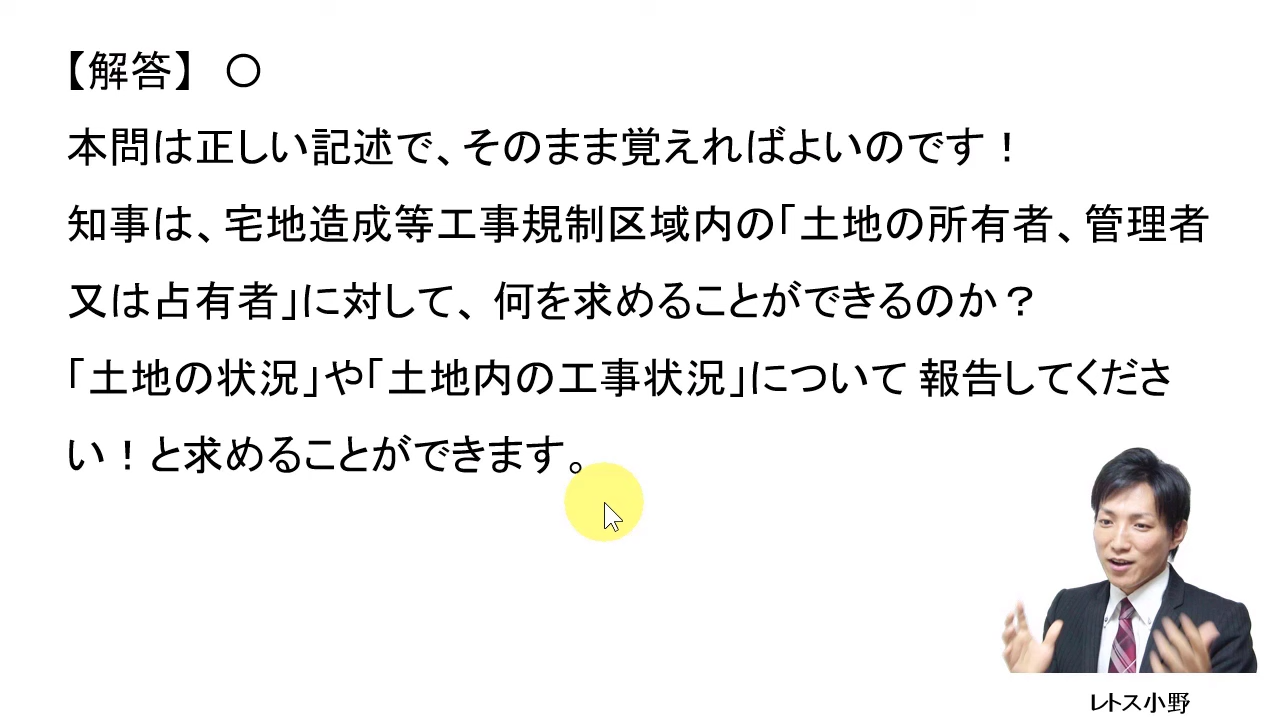 【解答】 ○
本問は正しい記述で、そのまま覚えればよいのです！
知事は、宅地造成等工事規制区域内の「土地の所有者、管理者
又は占有者」に対して、何を求めることができるのか？
「土地の状況」や「土地内の工事状況」について 報告してくださ
い！と求めることができます。
レトス小野